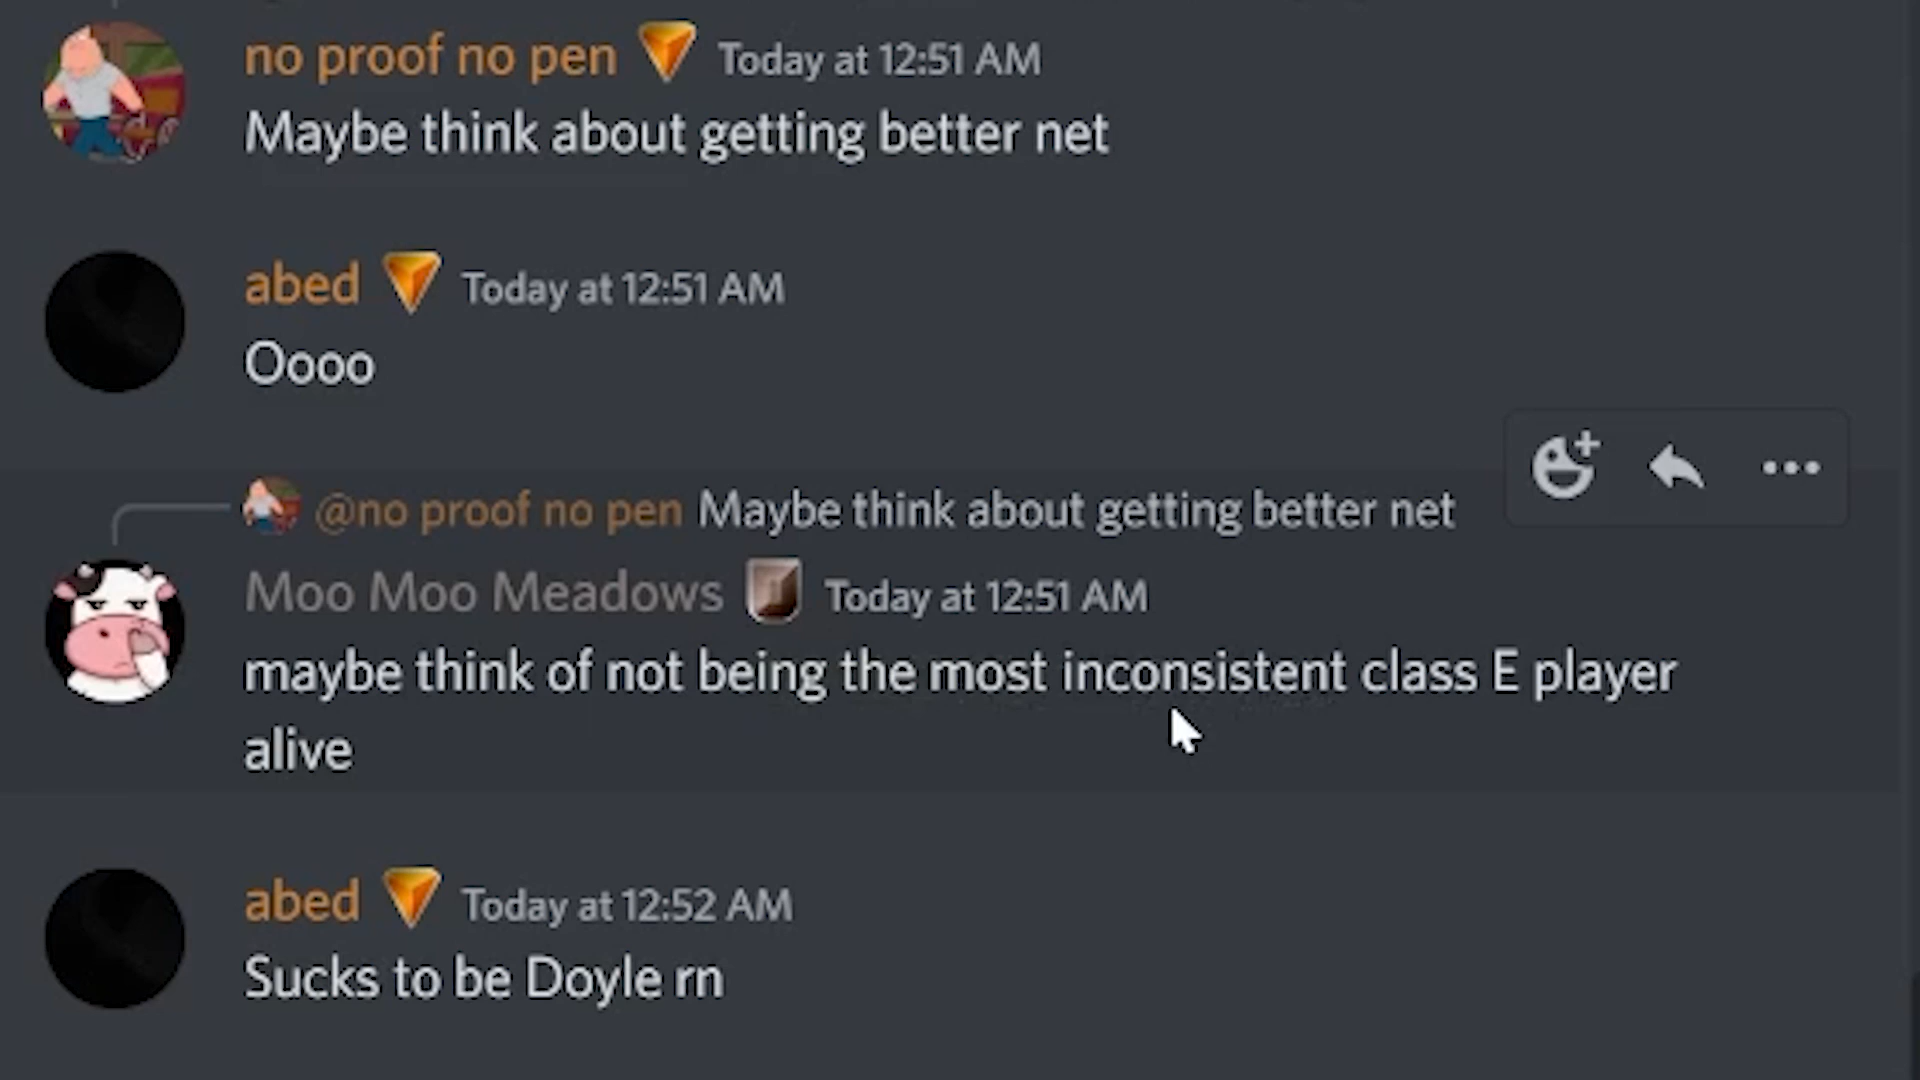 no proof no pen Today at 12:51 AM
Maybe think about getting better net
abed Today at 12:51 AM
Oooo
@no proof no pen Maybe think about getting better net
Moo Moo Meadows Today at 12:51 AM
maybe think of not being the most inconsistent class E player
alive
abed Today at 12:52 AM
Sucks to be Doyle rn